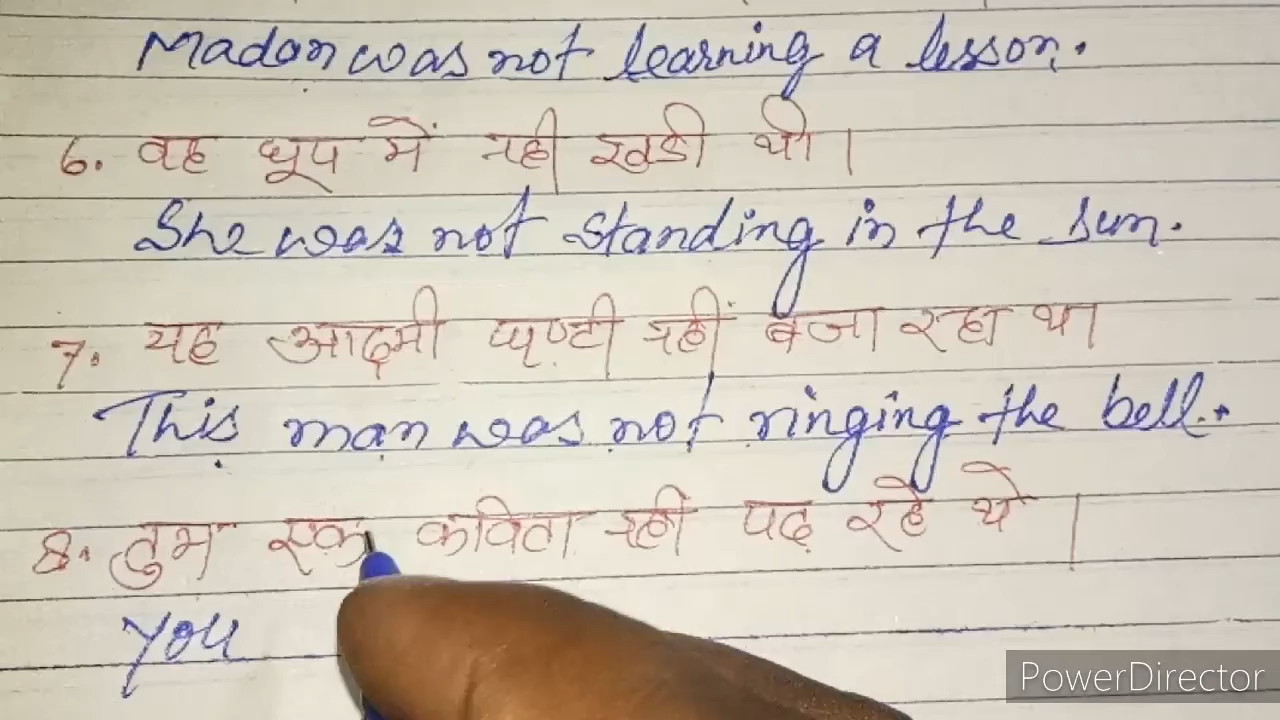 Madan was not learning a lesson.
6. वह धूप में नही खडी थी।
She was not standing in the sun.
7. यह आदमी घण्टी नहीं बजा रहा था
This man was not ringing the bell.
8. तुम एक कविता नही पढ़ रहे थे।
You
PowerDirector